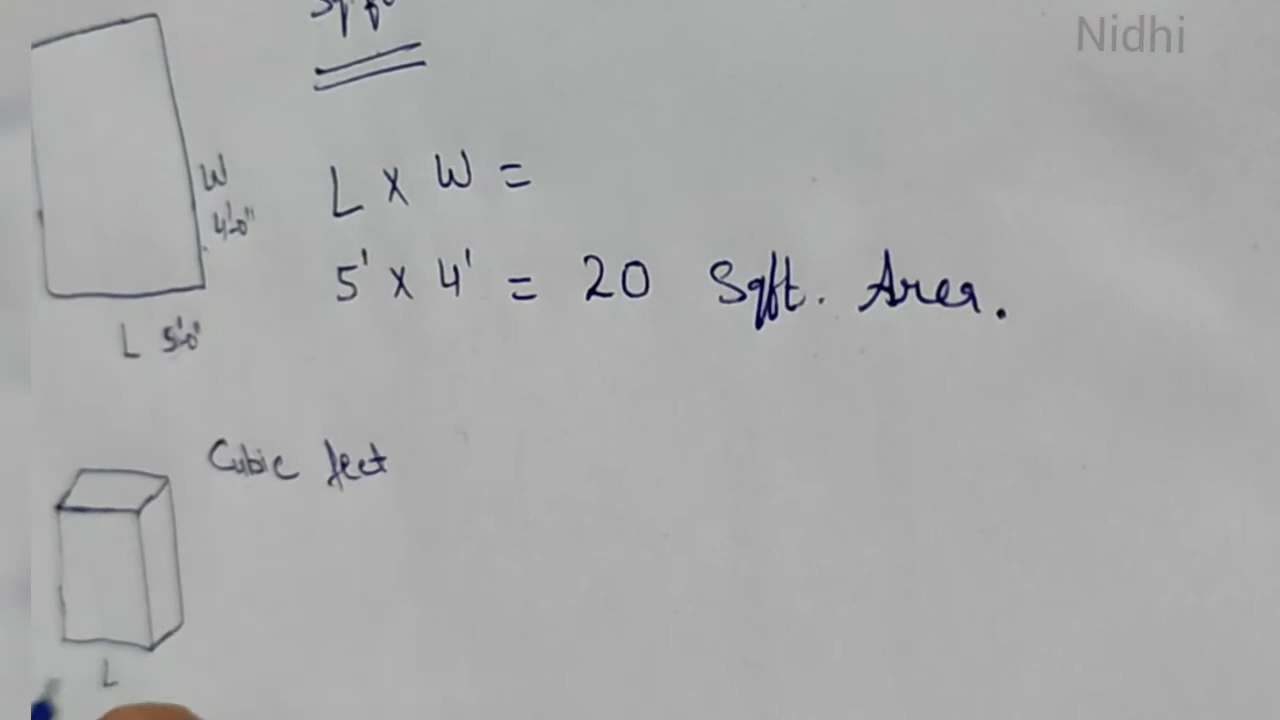 Nidhi
W
L X W =
4'-0"
5' X 4' = 20 Sqft. Area.
L 5'-0"
Cubic feet
L